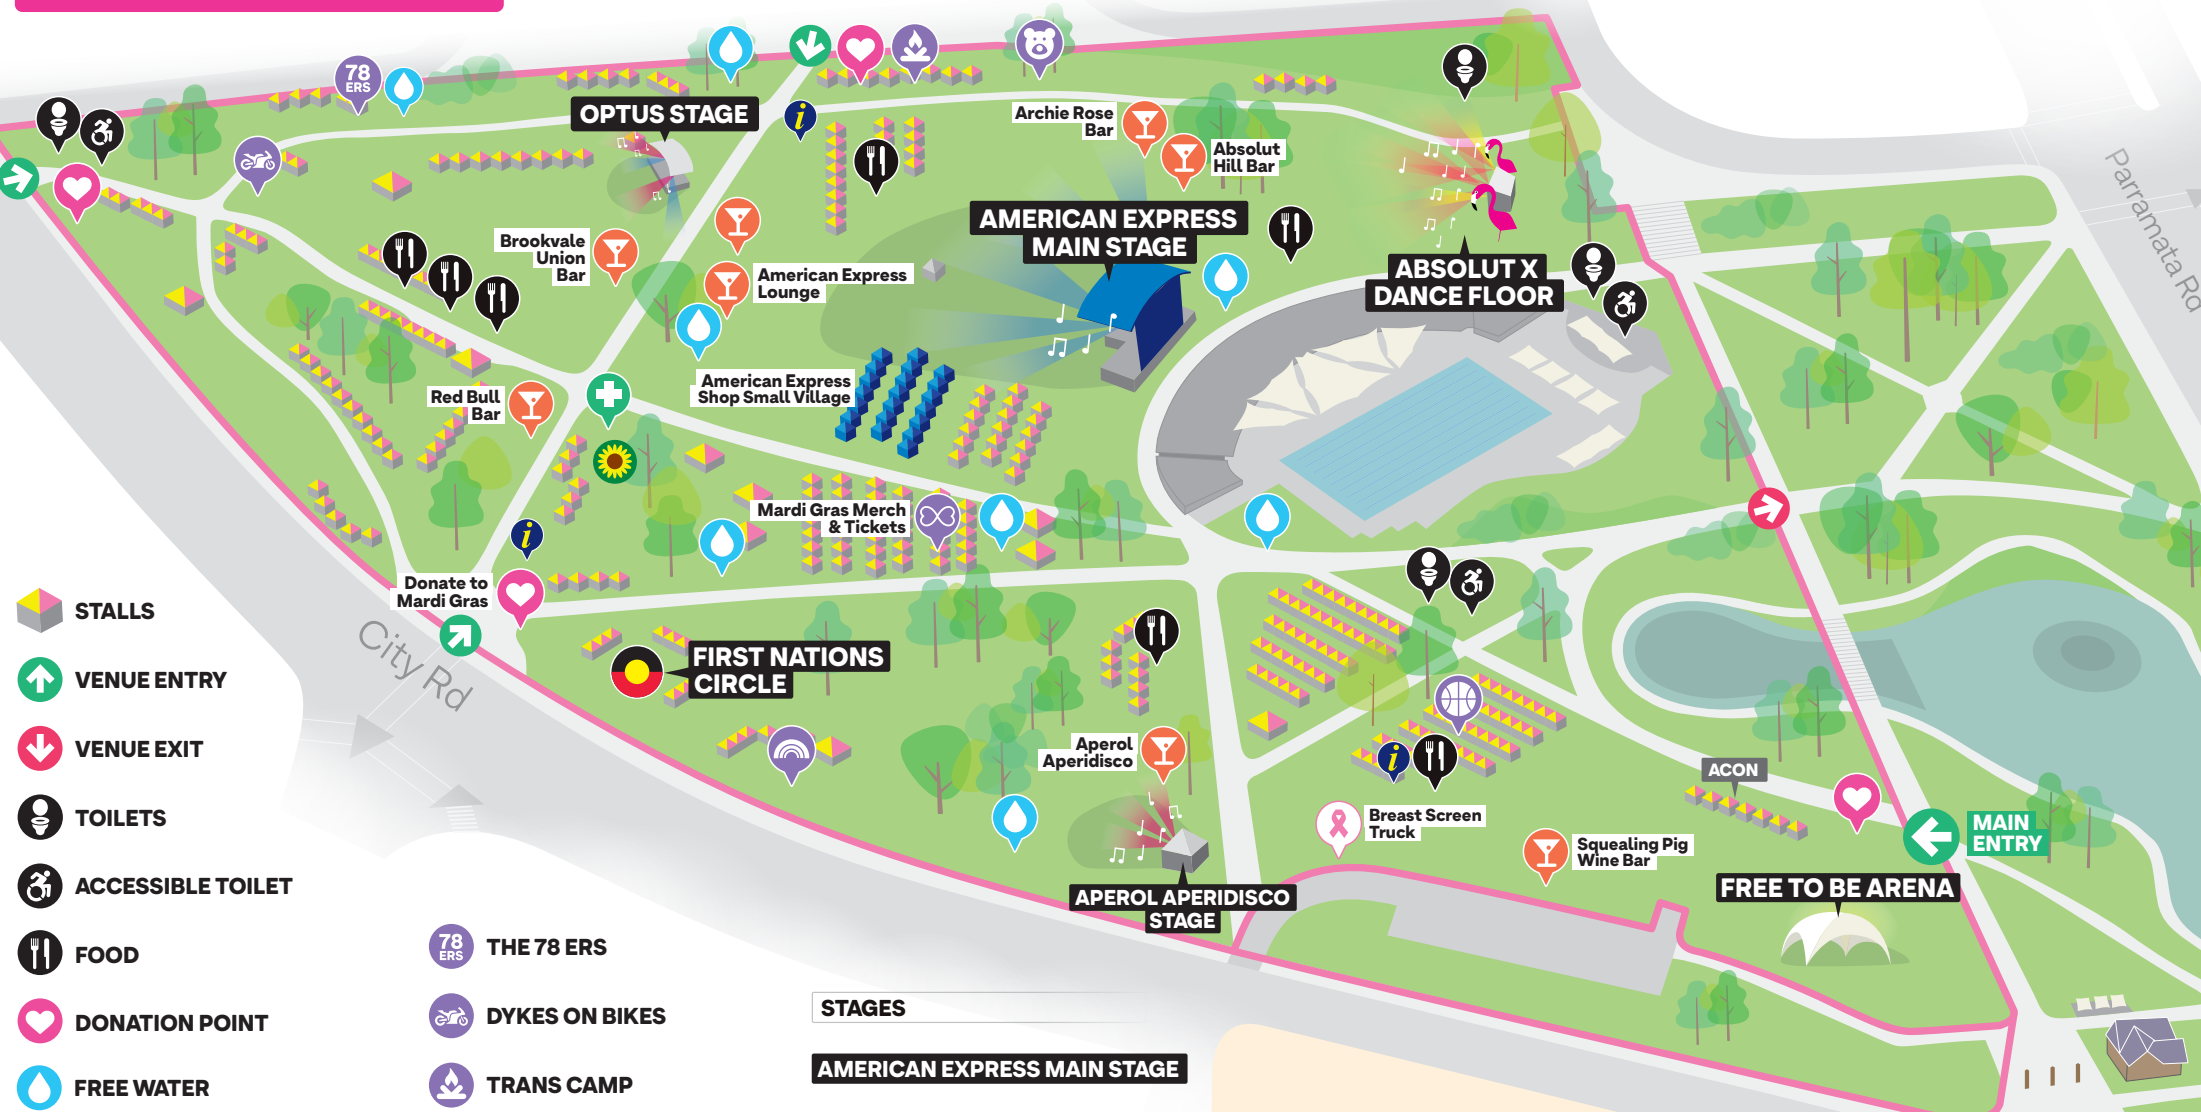 78
ERS
OPTUS STAGE
i
Archie Rose
Bar
Absolut
Hill Bar
Parramata Rd
AMERICAN EXPRESS
MAIN STAGE
Brookvale
Union
Bar
American Express
Lounge
ABSOLUT X
DANCE FLOOR
American Express
Shop Small Village
Red Bull
Bar
Mardi Gras Merch
& Tickets
i
Donate to
Mardi Gras
City Rd
FIRST NATIONS
CIRCLE
Aperol
Aperidisco
i
ACON
Breast Screen
Truck
Squealing Pig
Wine Bar
MAIN
ENTRY
APEROL APERIDISCO
STAGE
FREE TO BE ARENA
STALLS
VENUE ENTRY
VENUE EXIT
TOILETS
ACCESSIBLE TOILET
FOOD
DONATION POINT
FREE WATER
78
ERS
THE 78 ERS
DYKES ON BIKES
TRANS CAMP
STAGES
AMERICAN EXPRESS MAIN STAGE